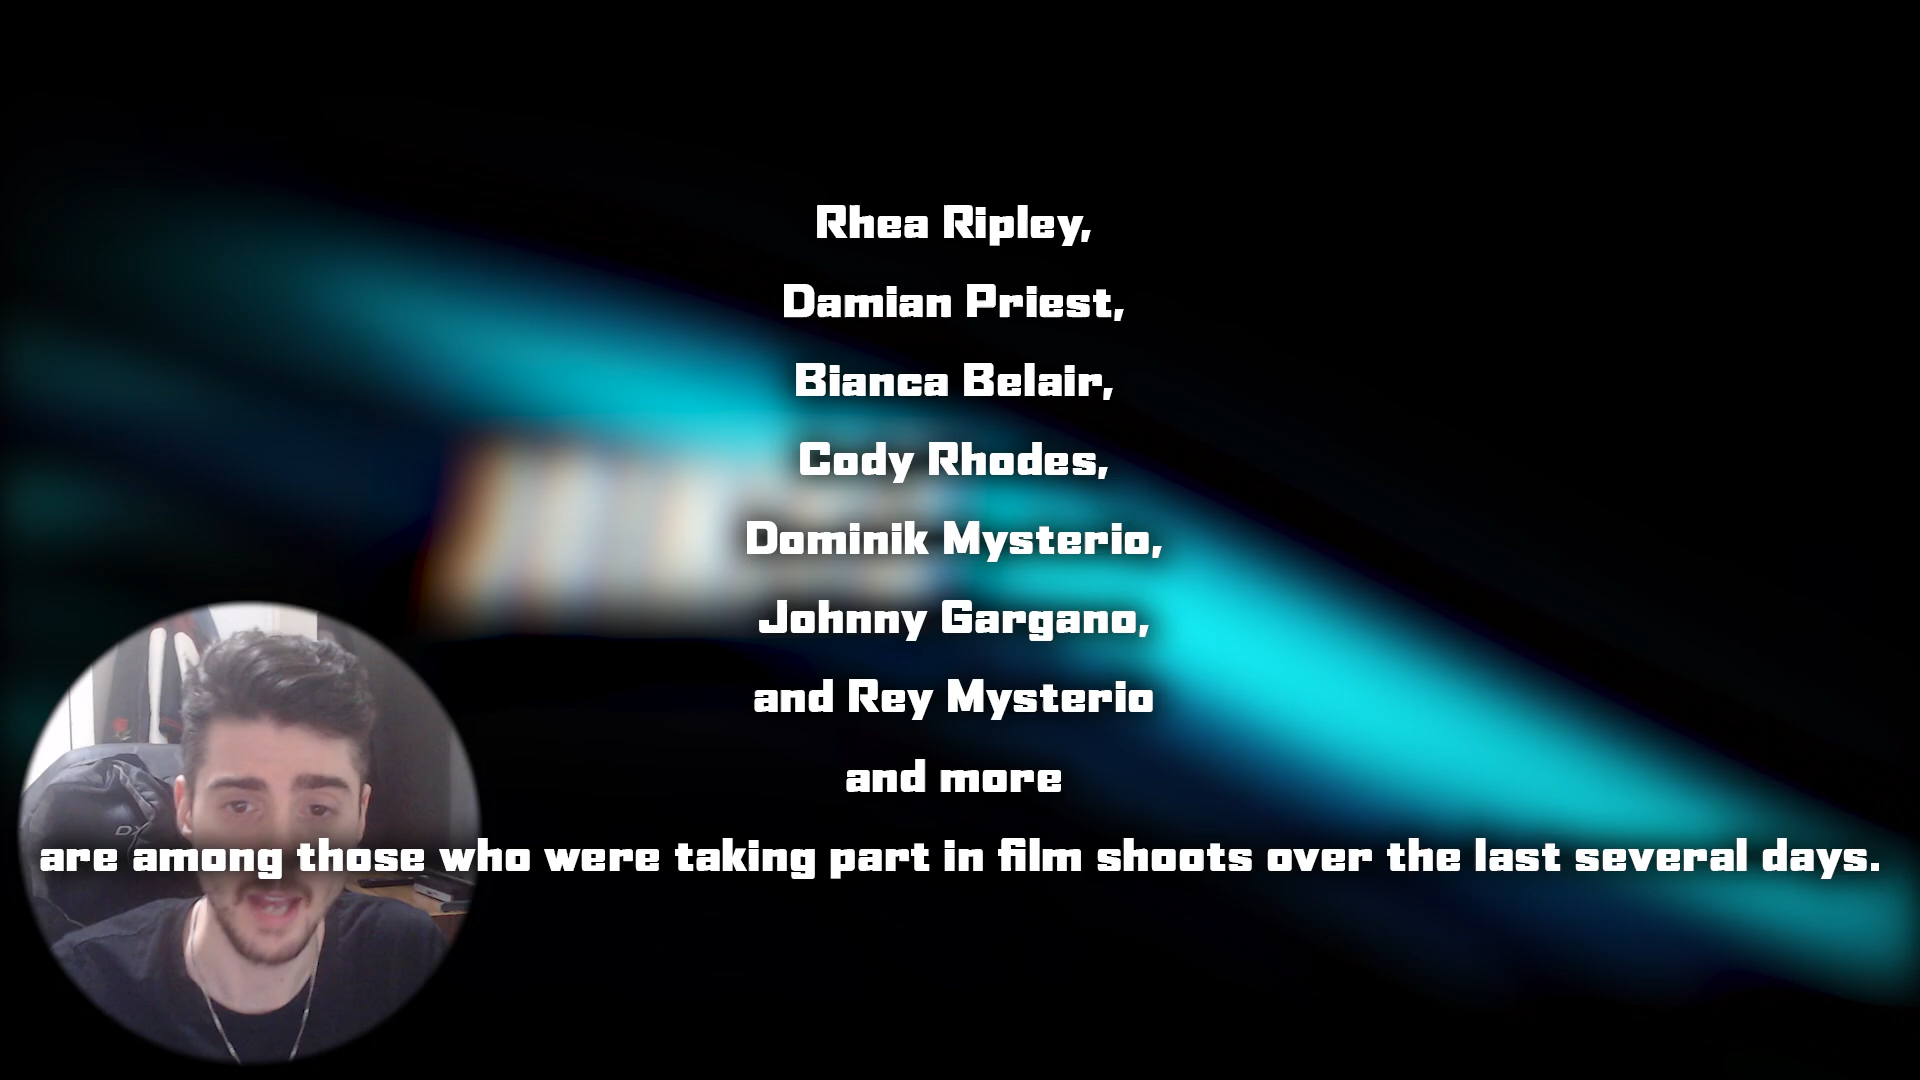 Rhea Ripley,
Damian Priest,
Bianca Belair,
Cody Rhodes,
Dominik Mysterio,
Johnny Gargano,
and Rey Mysterio
and more
are among those who were taking part in film shoots over the last several days.